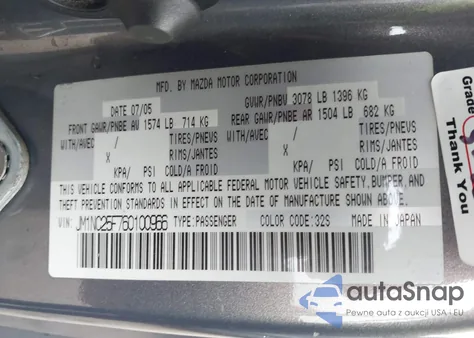 MFD. BY MAZDA MOTOR CORPORATION
DATE 07/05 GVWR/PNBV 3078 LB 1396 KG
FRONT GAWR/PNBE AV 1574 LB 714 KG REAR GAWR/PNBE AR 1504 LB 682 KG
WITH/AVEC / TIRES/PNEUS WITH/AVEC / TIRES/PNEUS
X RIMS/JANTES X RIMS/JANTES
KPA/ PSI/ COLD/A FROID KPA/ PSI/ COLD/A FROID
THIS VEHICLE CONFORMS TO ALL APPLICABLE FEDERAL MOTOR VEHICLE SAFETY, BUMPER, AND
THEFT PREVENTION STANDARDS IN EFFECT ON THE DATE OF MANUFACTURE SHOWN ABOVE.
VIN: JM1NC25F760100966 TYPE: PASSENGER COLOR CODE: 32S MADE IN JAPAN
Thank You
autoSnap
Pewne auta z aukcji USA i EU